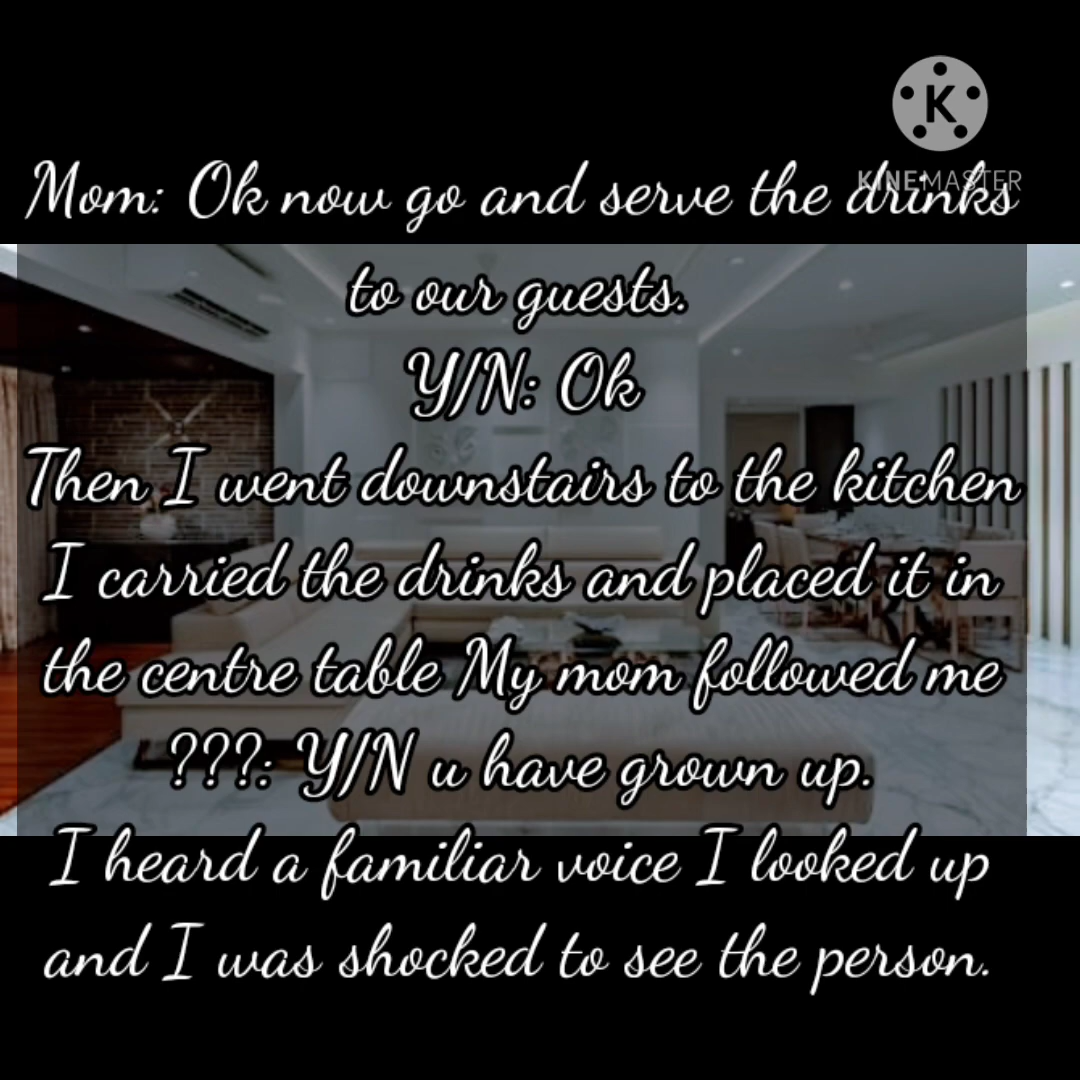 K
KINEMASTER
Mom: Ok now go and serve the drinks
to our guests.
Y/N: Ok
Then I went downstairs to the kitchen
I carried the drinks and placed it in
the centre table My mom followed me
???: Y/N u have grown up.
I heard a familiar voice I looked up
and I was shocked to see the person.